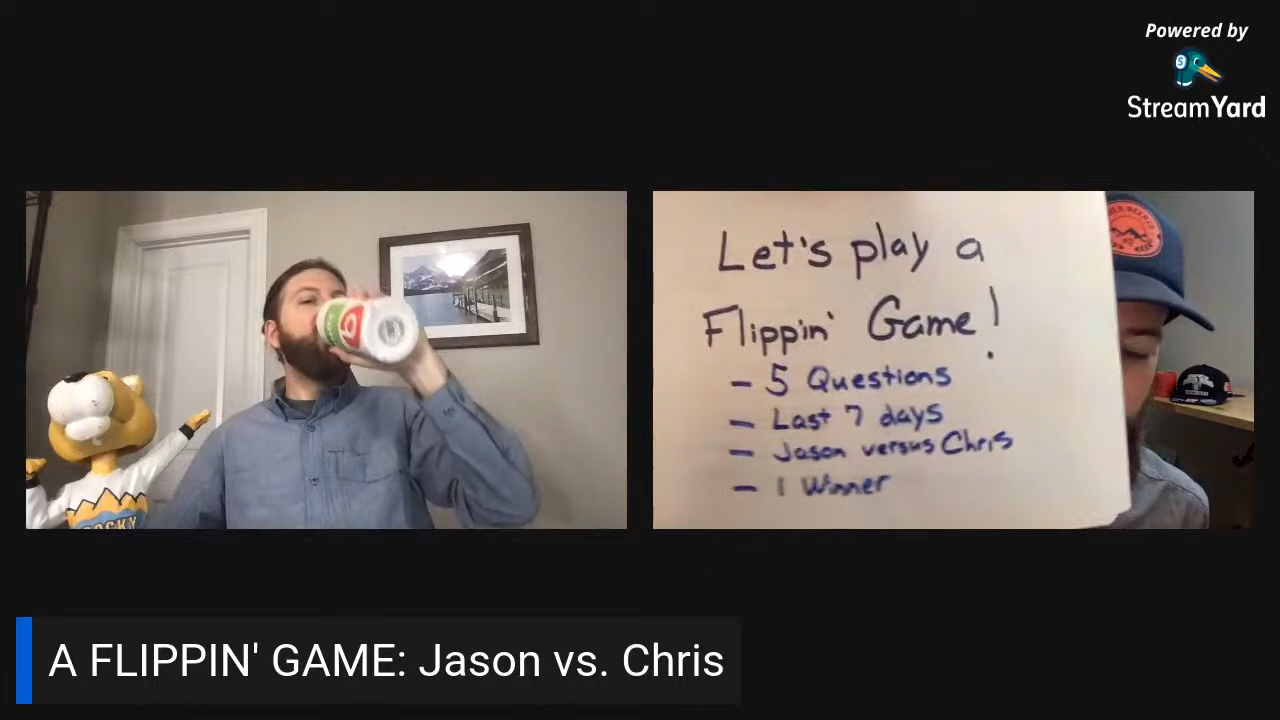 Powered by
StreamYard
Let's play a
Flippin' Game!
- 5 Questions
- Last 7 days
- Jason versus Chris
- 1 Winner
ROCKY
A FLIPPIN' GAME: Jason vs. Chris